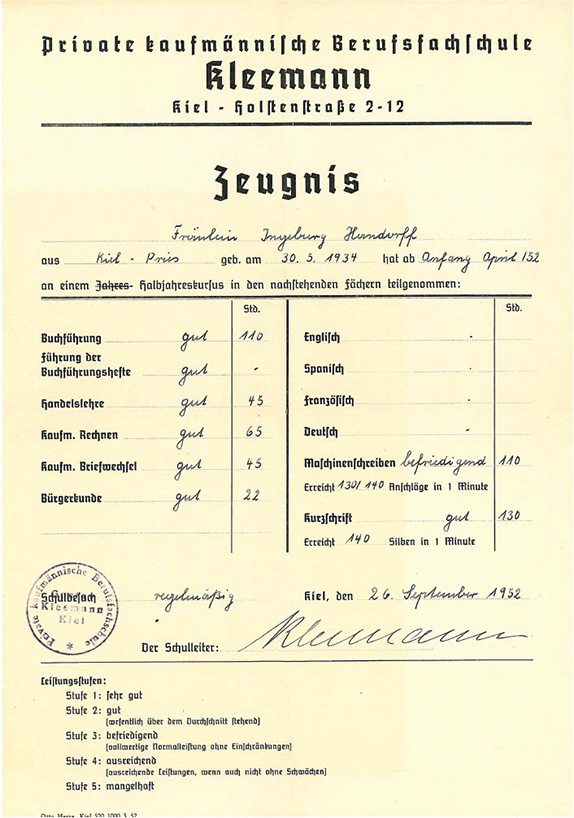 Private kaufmännische Berufsfachschule
Kleemann
Kiel - Holstenstraße 2-12
Zeugnis
Fräulein Ingeburg Handorff
aus Kiel - Pries geb. am 30. 5. 1934 hat ab Anfang April 152
an einem Jahres- Halbjahreskursus in den nachstehenden Fächern teilgenommen:
Std.
Buchführung gut 110
Führung der
Buchführungshefte gut -
Handelslehre gut 45
Kaufm. Rechnen gut 65
Kaufm. Briefwechsel gut 45
Bürgerkunde gut 22
Std.
Englisch -
Spanisch -
Französisch -
Deutsch -
Maschinenschreiben befriedigend 110
Erreicht 130/140 Anschläge in 1 Minute
Kurzschrift gut 130
Erreicht 140 Silben in 1 Minute
Private kaufmännische Berufsfachschule
Kleemann
Kiel
Schulbesuch regelmäßig
Kiel, den 26. September 1952
Der Schulleiter: Kleemann
Leistungsstufen:
Stufe 1: sehr gut
Stufe 2: gut
(wesentlich über dem Durchschnitt stehend)
Stufe 3: befriedigend
(vollwertige Normalleistung ohne Einschränkungen)
Stufe 4: ausreichend
(ausreichende Leistungen, wenn auch nicht ohne Schwächen)
Stufe 5: mangelhaft
Kiel 520 1000 3. 52